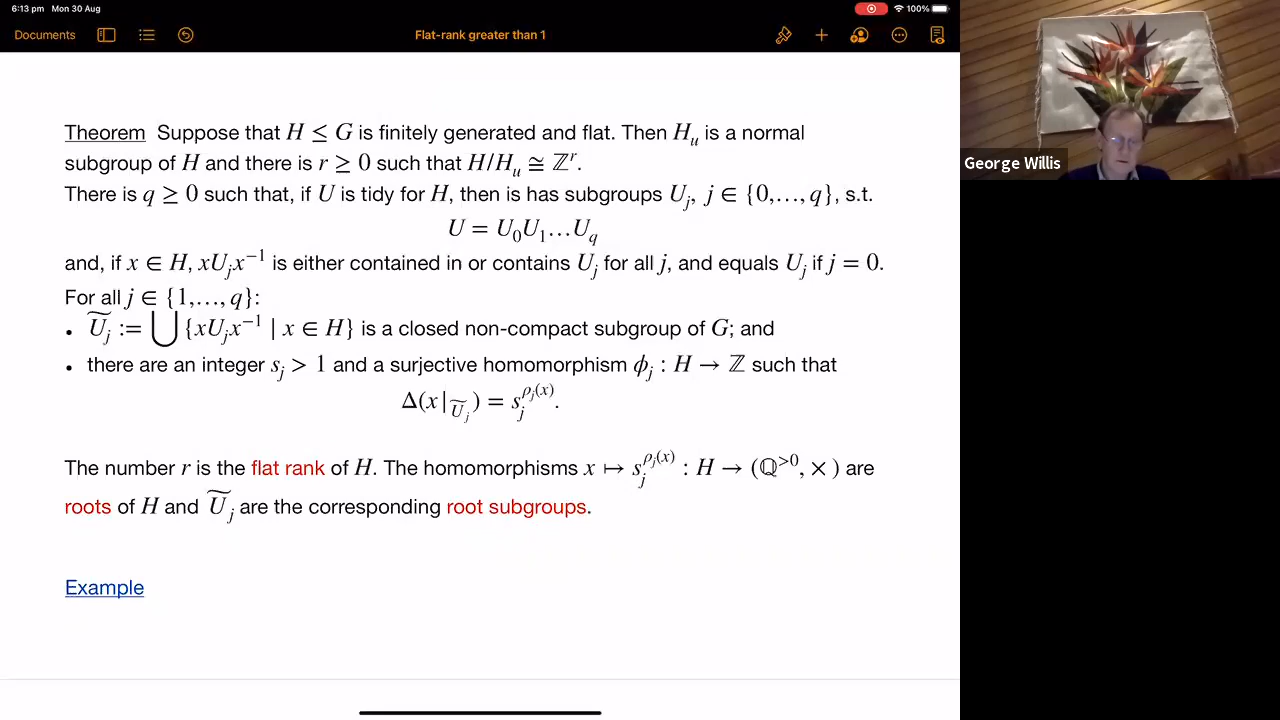 6:13 pm Mon 30 Aug
100%
Documents
Flat-rank greater than 1
Theorem Suppose that H ≤ G is finitely generated and flat. Then H_u is a normal
subgroup of H and there is r ≥ 0 such that H/H_u ≅ ℤ^r.
There is q ≥ 0 such that, if U is tidy for H, then is has subgroups U_j, j ∈ {0,…, q}, s.t.
U = U_0U_1…U_q
and, if x ∈ H, xU_jx^{-1} is either contained in or contains U_j for all j, and equals U_j if j = 0.
For all j ∈ {1,…, q}:
• \widetilde{U}_j := ⋃ {xU_jx^{-1} | x ∈ H} is a closed non-compact subgroup of G; and
• there are an integer s_j > 1 and a surjective homomorphism ϕ_j : H → ℤ such that
Δ(x|_{\widetilde{U}_j}) = s_j^{ρ_j(x)}.
The number r is the flat rank of H. The homomorphisms x ↦ s_j^{ρ_j(x)} : H → (ℚ^{>0}, ×) are
roots of H and \widetilde{U}_j are the corresponding root subgroups.
Example
George Willis